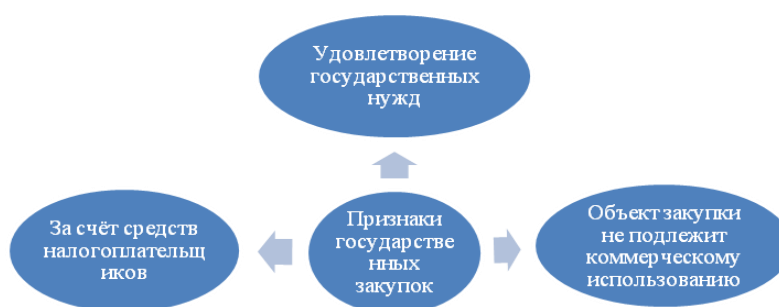 Удовлетворение
государственных
нужд
За счёт средств
налогоплательщ
иков
Признаки
государстве
нных
закупок
Объект закупки
не подлежит
коммерческому
использованию